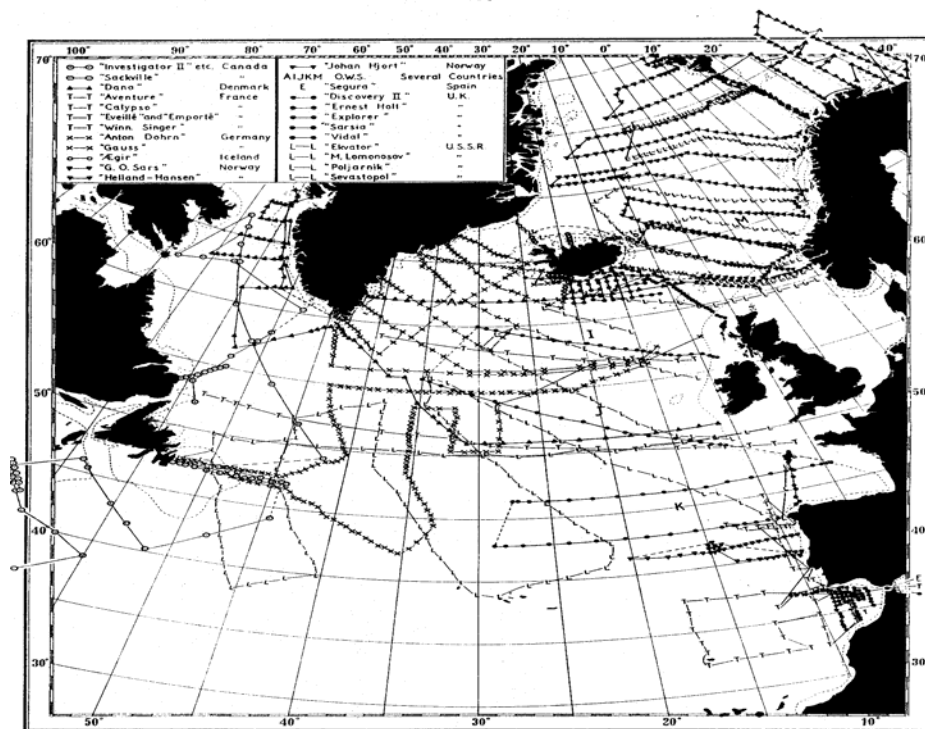 100° 90° 80° 70° 60° 50° 40° 30° 20° 10° 0° 10° 20° 30° 40°
70° 70°
60° 60°
50° 50°
40° 40°
30° 30°
50° 40° 30° 20° 10°
"Investigator II" etc. Canada
"Sackville" "
"Dana" Denmark
T—T "Aventure" France
T—T "Calypso" "
T—T "Eveillé" and "Emporté" "
T—T "Winn. Singer"
×—× "Anton Dohrn" Germany
×—× "Gauss" "
"Ægir" Iceland
"G. O. Sars" Norway
"Helland-Hansen" "
"Johan Hjort" Norway
A I J K M O.W.S. Several Countries
E "Segura" Spain
"Discovery II" U.K.
"Ernest Holt" "
"Explorer" "
"Sarsia" "
"Vidal" "
L—L "Ekvator" U.S.S.R.
L—L "M. Lomonosov" "
L—L "Poljarnik" "
L—L "Sevastopol" "
M
A
I
K
E
T